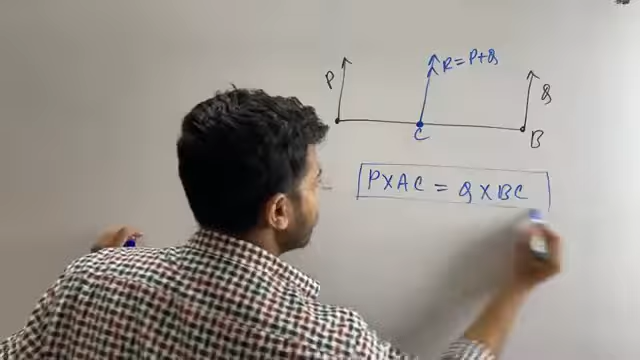 P
R = P+Q
Q
C
B
P×AC = Q×BC